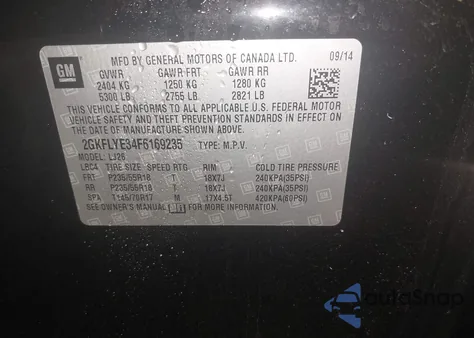 GM
MFD BY GENERAL MOTORS OF CANADA LTD.
09/14
GVWR GAWR FRT GAWR RR
2404 KG 1250 KG 1280 KG
5300 LB 2755 LB 2821 LB
THIS VEHICLE CONFORMS TO ALL APPLICABLE U.S. FEDERAL MOTOR
VEHICLE SAFETY AND THEFT PREVENTION STANDARDS IN EFFECT ON
THE DATE OF MANUFACTURE SHOWN ABOVE.
2GKFLYE34F6169235 TYPE: M.P.V.
MODEL: LJ26
LBC4 TIRE SIZE SPEED RTG RIM COLD TIRE PRESSURE
FRT P235/55R18 T 18X7J 240KPA(35PSI)
RR P235/55R18 T 18X7J 240KPA(35PSI)
SPA T145/70R17 M 17X4.5T 420KPA(60PSI)
SEE OWNER'S MANUAL FOR MORE INFORMATION.
autoSnap